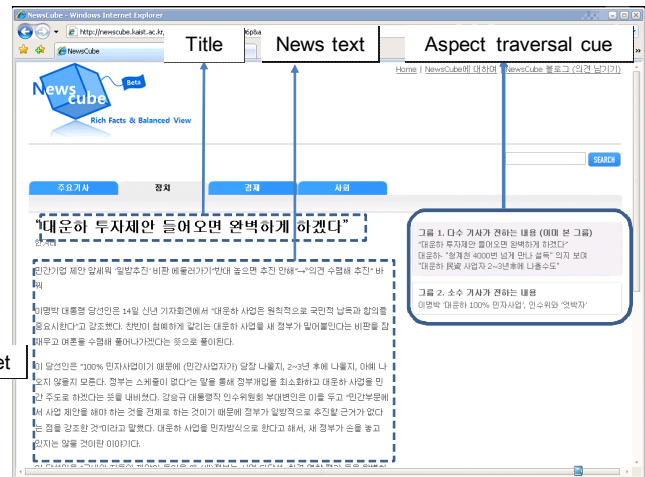 NewsCube - Windows Internet Explorer
http://newscube.kaist.ac.kr,
NewsCube
Title
News text
Aspect traversal cue
Home | NewsCube에 대하여 | NewsCube 블로그 (의견 남기기)
News cube Beta
Rich Facts & Balanced View
SEARCH
주요기사 정치 경제 사회
“대운하 투자제안 들어오면 완벽하게 하겠다”
한겨레
민간기업 제안 앞세워 ‘일방추진’ 비판 에둘러가기“반대 높으면 추진 안해”→“의견 수렴해 추진” 바
꿔
이명박 대통령 당선인은 14일 신년 기자회견에서 “대운하 사업은 원칙적으로 국민적 납득과 합의를
중요시한다”고 강조했다. 찬반이 첨예하게 갈리는 대운하 사업을 새 정부가 밀어붙인다는 비판을 잠
재우고 여론을 수렴해 풀어나가겠다는 뜻으로 풀이된다.
이 당선인은 “100% 민자사업이기 때문에 (민간사업자가) 당장 나올지, 2~3년 후에 나올지, 아예 나
오지 않을지 모른다. 정부는 스케줄이 없다”는 말을 통해 정부개입을 최소화하고 대운하 사업을 민
간 주도로 하겠다는 뜻을 내비쳤다. 강승규 대통령직 인수위원회 부대변인은 이를 두고 “민간부문에
서 사업 제안을 해야 하는 것을 전제로 하는 것이기 때문에 정부가 일방적으로 추진할 근거가 없다
는 점을 강조한 것”이라고 말했다. 대운하 사업을 민자방식으로 한다고 해서, 새 정부가 손을 놓고
있지는 않을 것이란 이야기다.
그룹 1. 다수 기사가 전하는 내용 (이미 본 그룹)
“대운하 투자제안 들어오면 완벽하게 하겠다”
대운하- “청계천 4000번 넘게 만나 설득” 의지 보여
“대운하 民資 사업자 2~3년후에 나올수도”
그룹 2. 소수 기사가 전하는 내용
이명박 ‘대운하 100% 민자사업’, 인수위와 ‘엇박자’
et